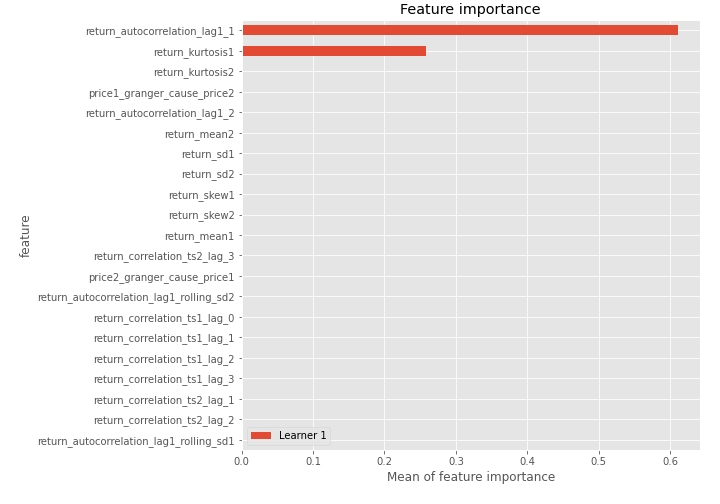 Feature importance
return_autocorrelation_lag1_1
return_kurtosis1
return_kurtosis2
price1_granger_cause_price2
return_autocorrelation_lag1_2
return_mean2
return_sd1
return_sd2
return_skew1
return_skew2
return_mean1
return_correlation_ts2_lag_3
price2_granger_cause_price1
return_autocorrelation_lag1_rolling_sd2
return_correlation_ts1_lag_0
return_correlation_ts1_lag_1
return_correlation_ts1_lag_2
return_correlation_ts1_lag_3
return_correlation_ts2_lag_1
return_correlation_ts2_lag_2
return_autocorrelation_lag1_rolling_sd1
feature
Learner 1
0.0 0.1 0.2 0.3 0.4 0.5 0.6
Mean of feature importance